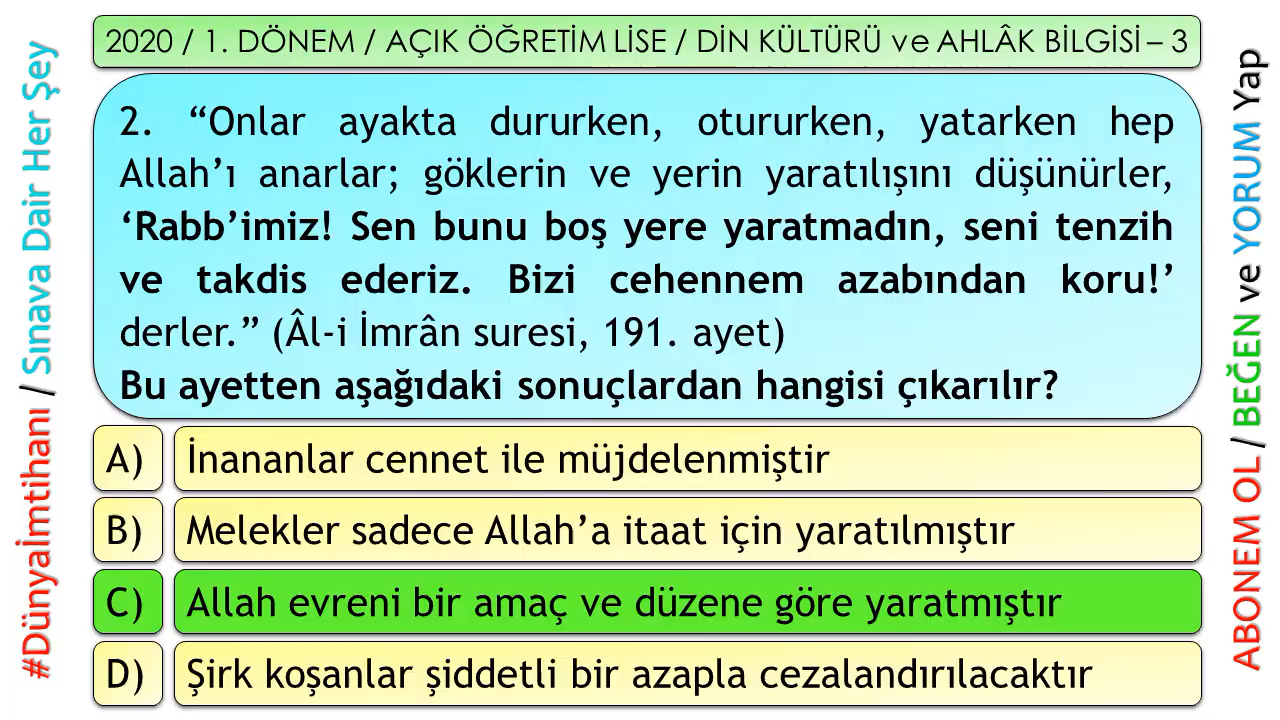 2020 / 1. DÖNEM / AÇIK ÖĞRETİM LİSE / DİN KÜLTÜRÜ ve AHLÂK BİLGİSİ – 3
2. “Onlar ayakta dururken, otururken, yatarken hep
Allah’ı anarlar; göklerin ve yerin yaratılışını düşünürler,
‘Rabb’imiz! Sen bunu boş yere yaratmadın, seni tenzih
ve takdis ederiz. Bizi cehennem azabından koru!’
derler.” (Âl-i İmrân suresi, 191. ayet)
Bu ayetten aşağıdaki sonuçlardan hangisi çıkarılır?
A) İnananlar cennet ile müjdelenmiştir
B) Melekler sadece Allah’a itaat için yaratılmıştır
C) Allah evreni bir amaç ve düzene göre yaratmıştır
D) Şirk koşanlar şiddetli bir azapla cezalandırılacaktır
#Dünyaİmtihanı / Sınava Dair Her Şey
ABONEM OL / BEĞEN ve YORUM Yap